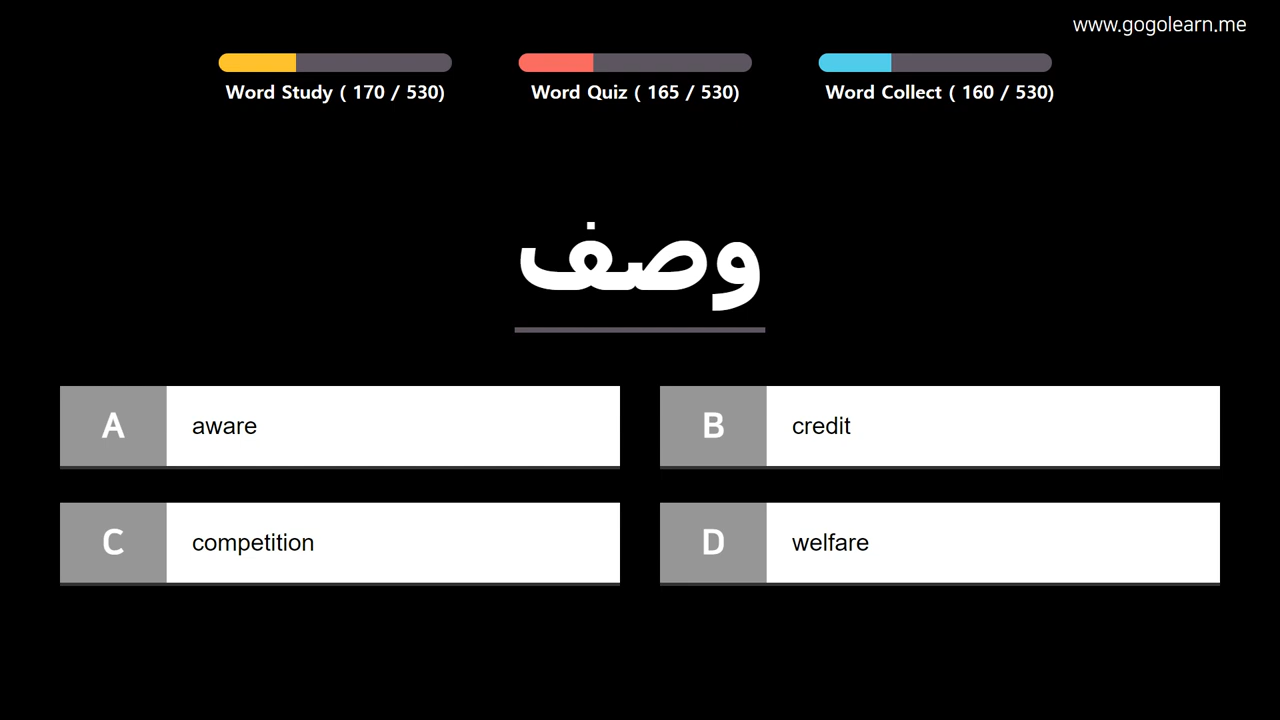 www.gogolearn.me
Word Study ( 170 / 530)
Word Quiz ( 165 / 530)
Word Collect ( 160 / 530)
وصف
A aware
B credit
C competition
D welfare